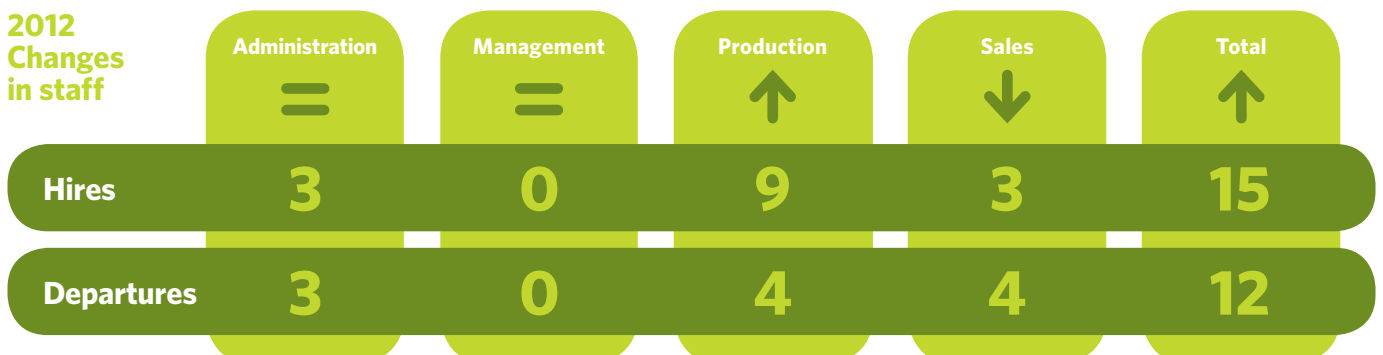 2012
Changes
in staff
Administration Management Production Sales Total
= = ↑ ↓ ↑
Hires 3 0 9 3 15
Departures 3 0 4 4 12